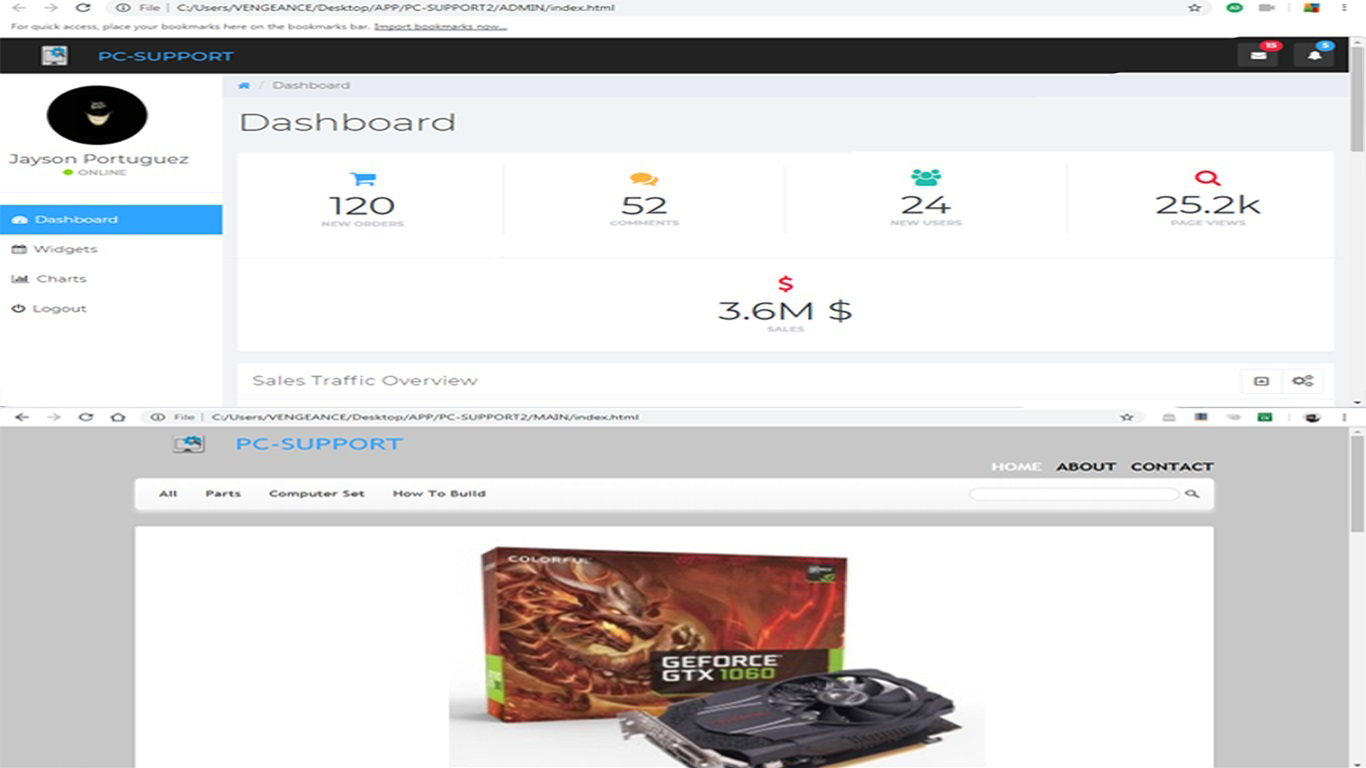 File | C:/Users/VENGEANCE/Desktop/APP/PC-SUPPORT2/ADMIN/index.html
For quick access, place your bookmarks here on the bookmarks bar. Import bookmarks now...
PC-SUPPORT
15
5
/ Dashboard
Dashboard
Jayson Portuguez
ONLINE
Dashboard
Widgets
Charts
Logout
120
NEW ORDERS
52
COMMENTS
24
NEW USERS
25.2k
PAGE VIEWS
$
3.6M $
SALES
Sales Traffic Overview
File | C:/Users/VENGEANCE/Desktop/APP/PC-SUPPORT2/MAIN/index.html
PC-SUPPORT
HOME ABOUT CONTACT
All Parts Computer Set How To Build
COLORFUL
GEFORCE
GTX 1060